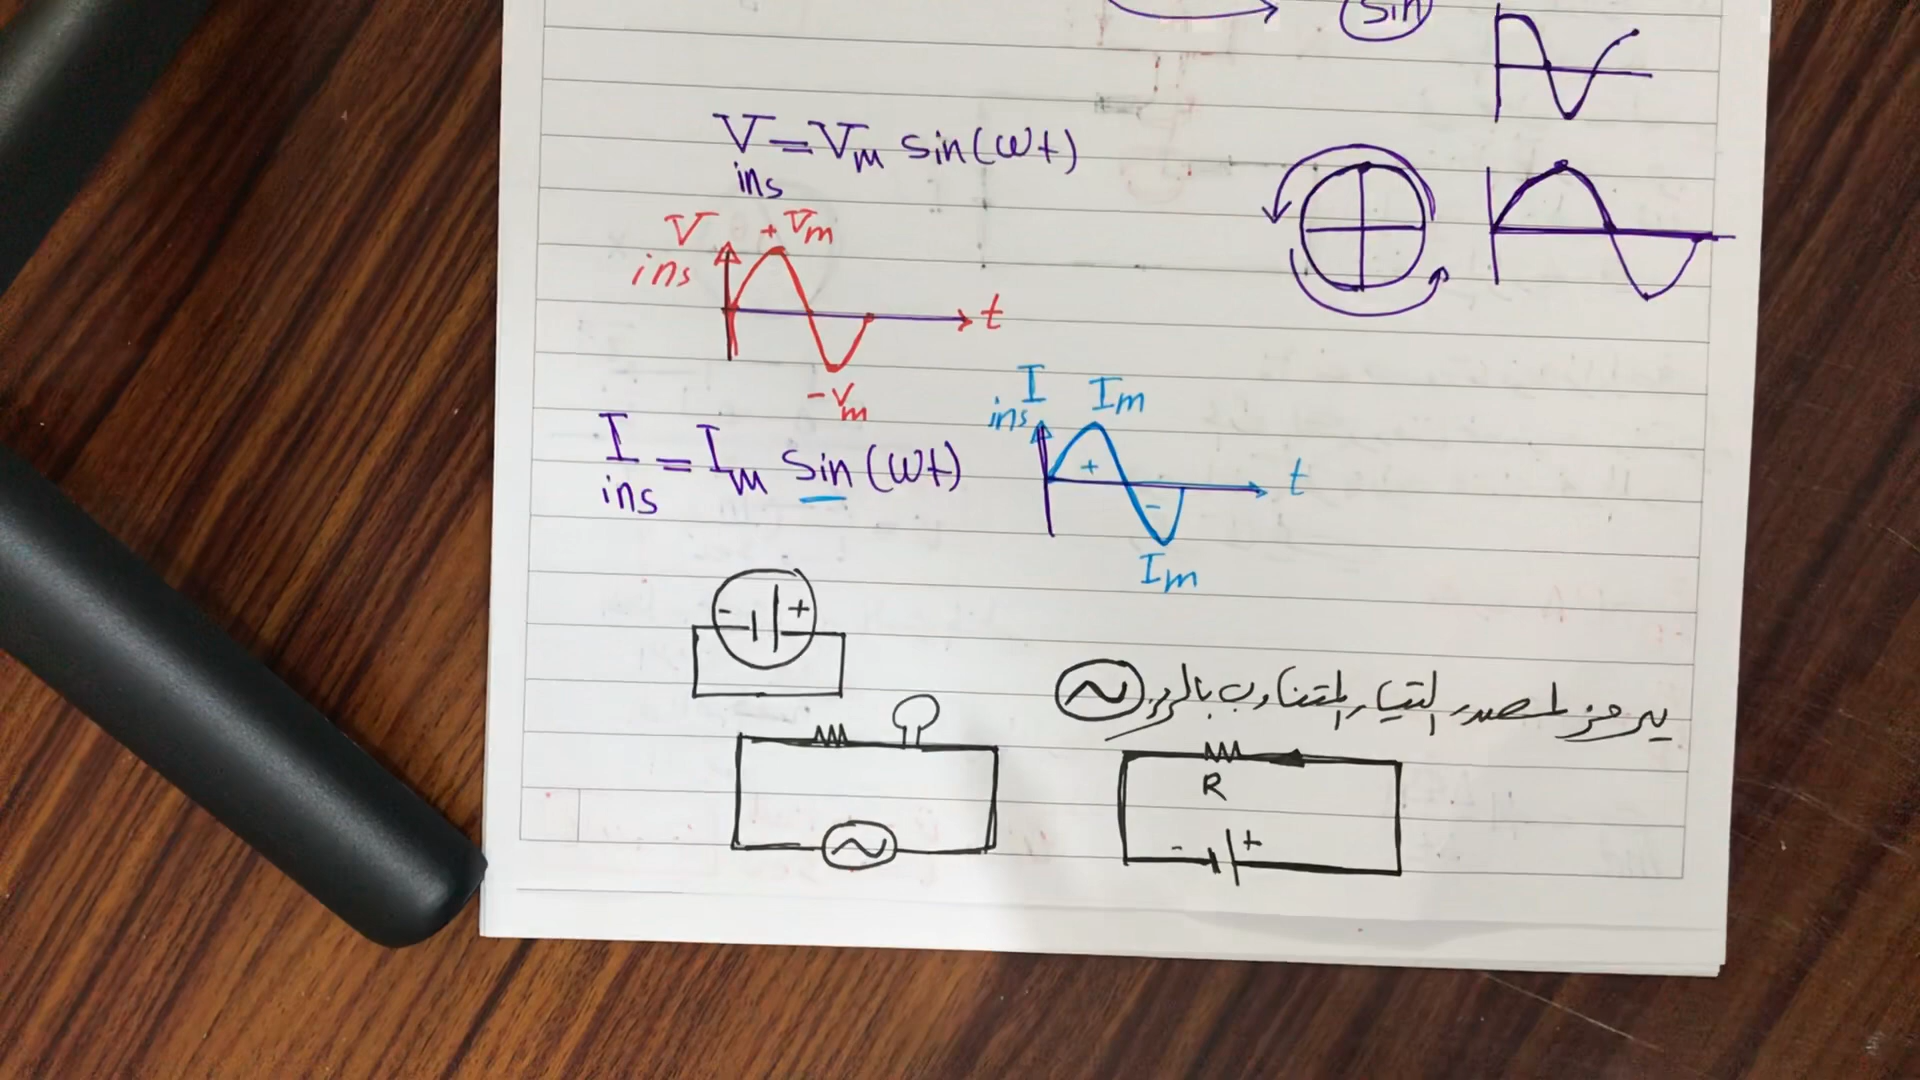 sin
V ins = Vm sin(ωt)
V ins
+Vm
t
-Vm
I ins = Im sin(ωt)
I ins
Im
+
-
t
Im
- +
يرمز لمصدر التيار المتناوب بالرمز
R
- +